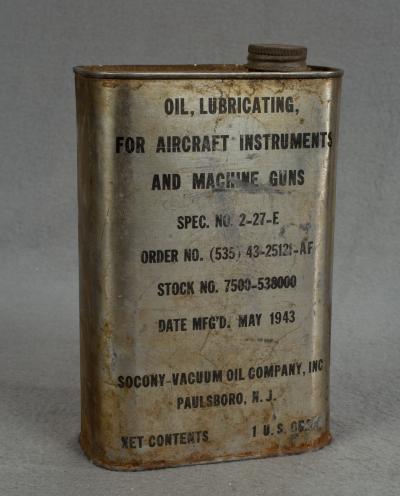 OIL, LUBRICATING,
FOR AIRCRAFT INSTRUMENTS
AND MACHINE GUNS
SPEC. NO. 2-27-E
ORDER NO. (535) 43-25121-AF
STOCK NO. 7500-538000
DATE MFG'D. MAY 1943
SOCONY-VACUUM OIL COMPANY, INC
PAULSBORO, N. J.
NET CONTENTS 1 U. S.